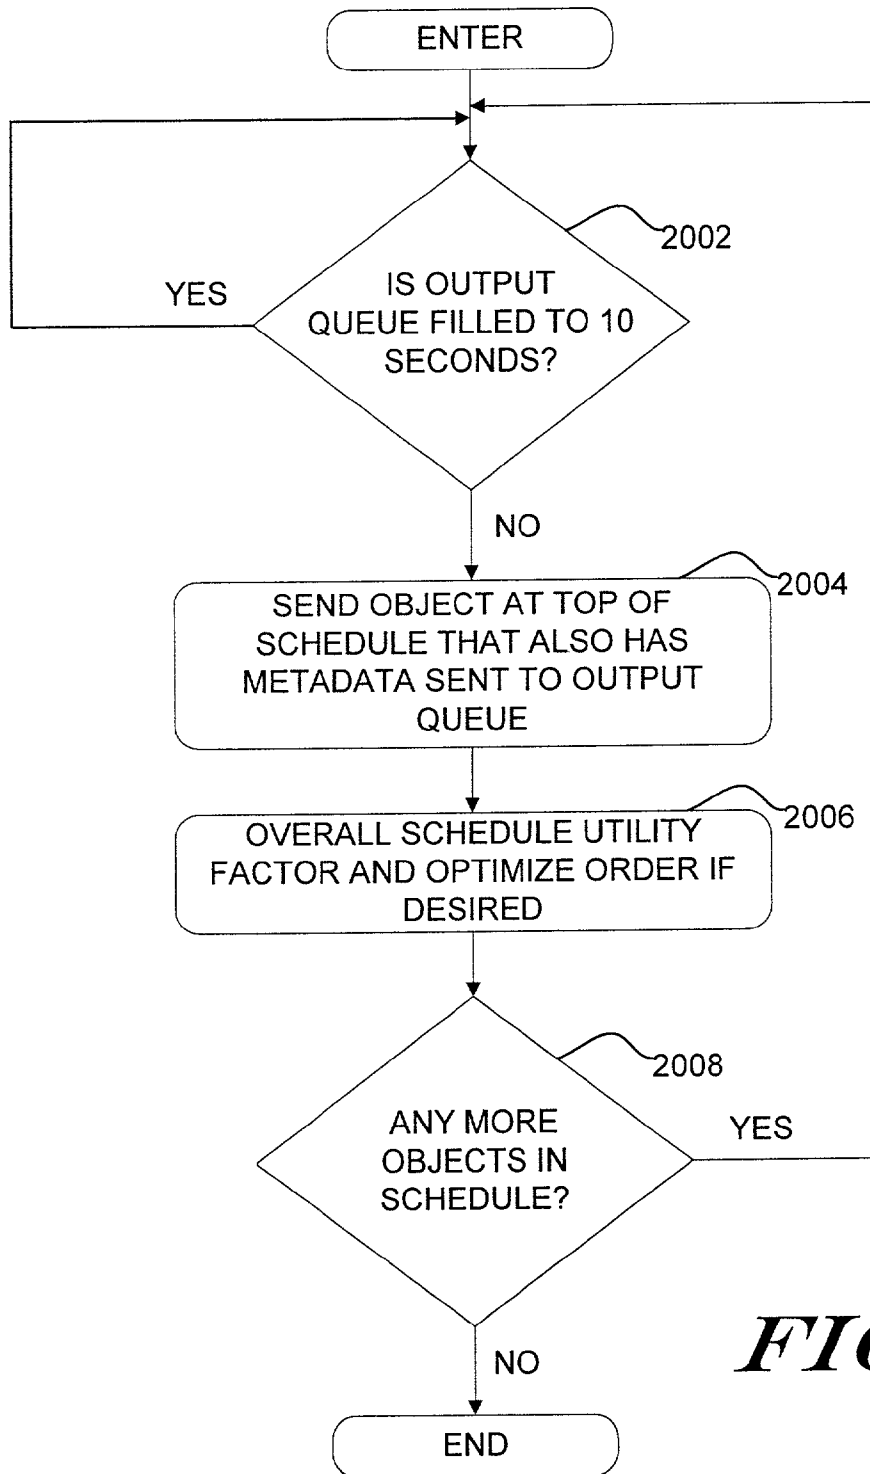 ENTER
2002
IS OUTPUT
QUEUE FILLED TO 10
SECONDS?
YES
NO
2004
SEND OBJECT AT TOP OF
SCHEDULE THAT ALSO HAS
METADATA SENT TO OUTPUT
QUEUE
2006
OVERALL SCHEDULE UTILITY
FACTOR AND OPTIMIZE ORDER IF
DESIRED
2008
ANY MORE
OBJECTS IN
SCHEDULE?
YES
NO
END